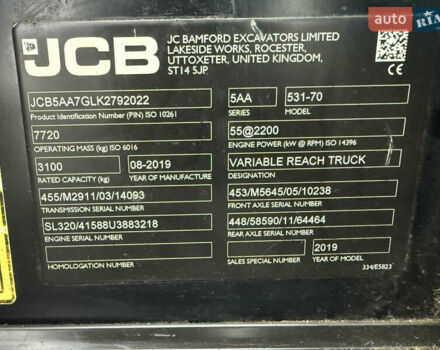 JCB
JC BAMFORD EXCAVATORS LIMITED
LAKESIDE WORKS, ROCESTER,
UTTOXETER, UNITED KINGDOM,
ST14 5JP
RIA
CE
JCB5AA7GLK2792022
Product Identification Number (PIN) ISO 10261
5AA 531-70
SERIES MODEL
7720
OPERATING MASS (kg) ISO 6016
55@2200
ENGINE POWER (kW @ RPM) ISO 14396
3100 08-2019
RATED CAPACITY (kg) YEAR OF MANUFACTURE
VARIABLE REACH TRUCK
DESIGNATION
455/M2911/03/14093
TRANSMISSION SERIAL NUMBER
453/M5645/05/10238
FRONT AXLE SERIAL NUMBER
SL320/41588U3883218
ENGINE SERIAL NUMBER
448/58590/11/64464
REAR AXLE SERIAL NUMBER
2019
HOMOLOGATION NUMBER
SALES SPECIAL NUMBER YEAR OF MODEL
334/E5823